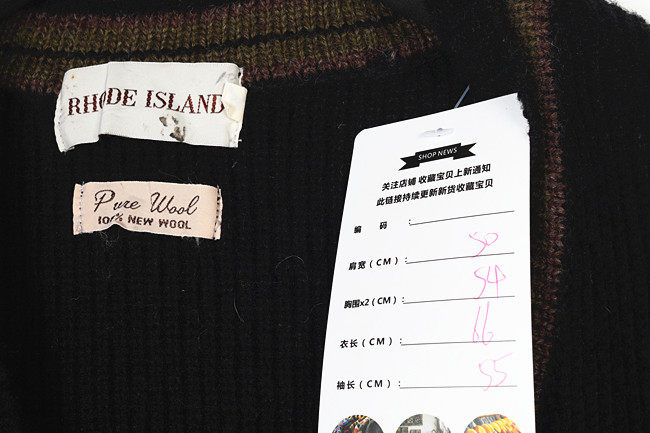 RHODE ISLAND
Pure Wool
100% NEW WOOL
SHOP NEWS
关注店铺 收藏宝贝上新通知
此链接持续更新新货收藏宝贝
编 码 :
肩宽(CM): 50
胸围x2(CM): 54
衣长(CM): 66
袖长(CM): 55